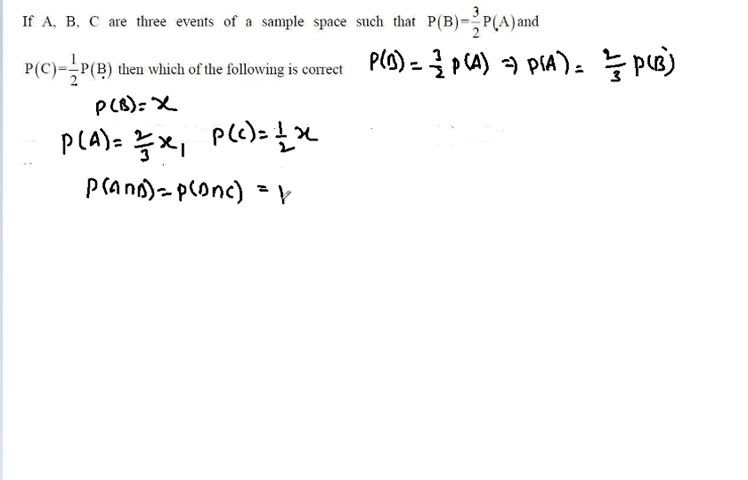 If A, B, C are three events of a sample space such that P(B)=3/2P(A)and
P(C)=1/2P(B) then which of the following is correct
P(B) = 3/2 P(A) ⇒ P(A) = 2/3 P(B)
P(B) = x
P(A) = 2/3 x, P(C) = 1/2 x
P(A∩B) = P(B∩C) =